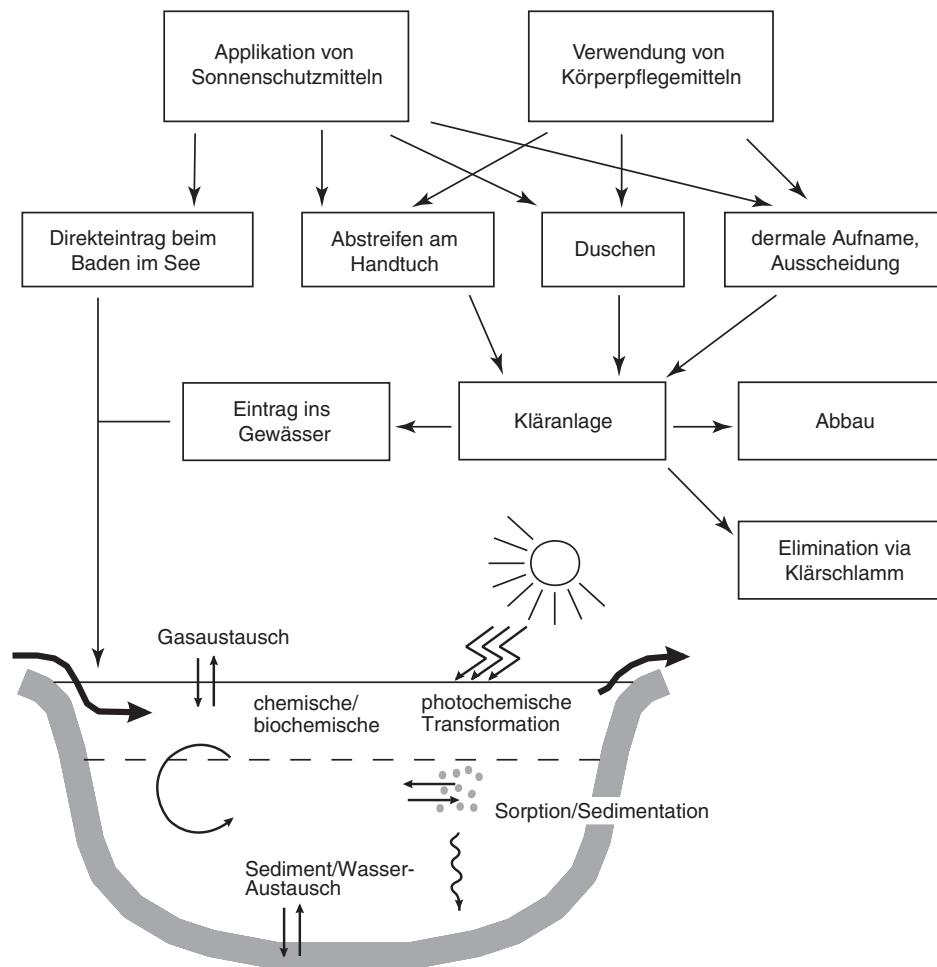 Applikation von
Sonnenschutzmitteln
Verwendung von
Körperpflegemitteln
Direkteintrag beim
Baden im See
Abstreifen am
Handtuch
Duschen
dermale Aufname,
Ausscheidung
Eintrag ins
Gewässer
Kläranlage
Abbau
Elimination via
Klärschlamm
Gasaustausch
chemische/
biochemische
photochemische
Transformation
Sorption/Sedimentation
Sediment/Wasser-
Austausch